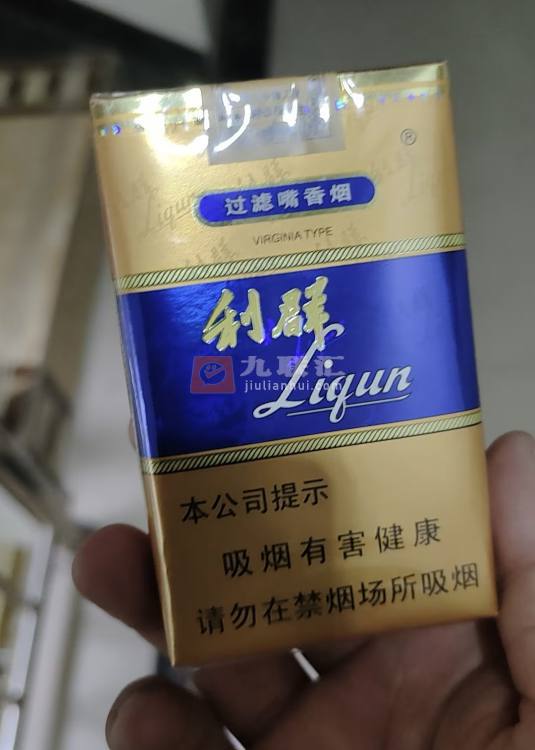 ®
过滤嘴香烟
VIRGINIA TYPE
利群
九联汇
jiulianhui.com
Liqun
本公司提示
吸烟有害健康
请勿在禁烟场所吸烟